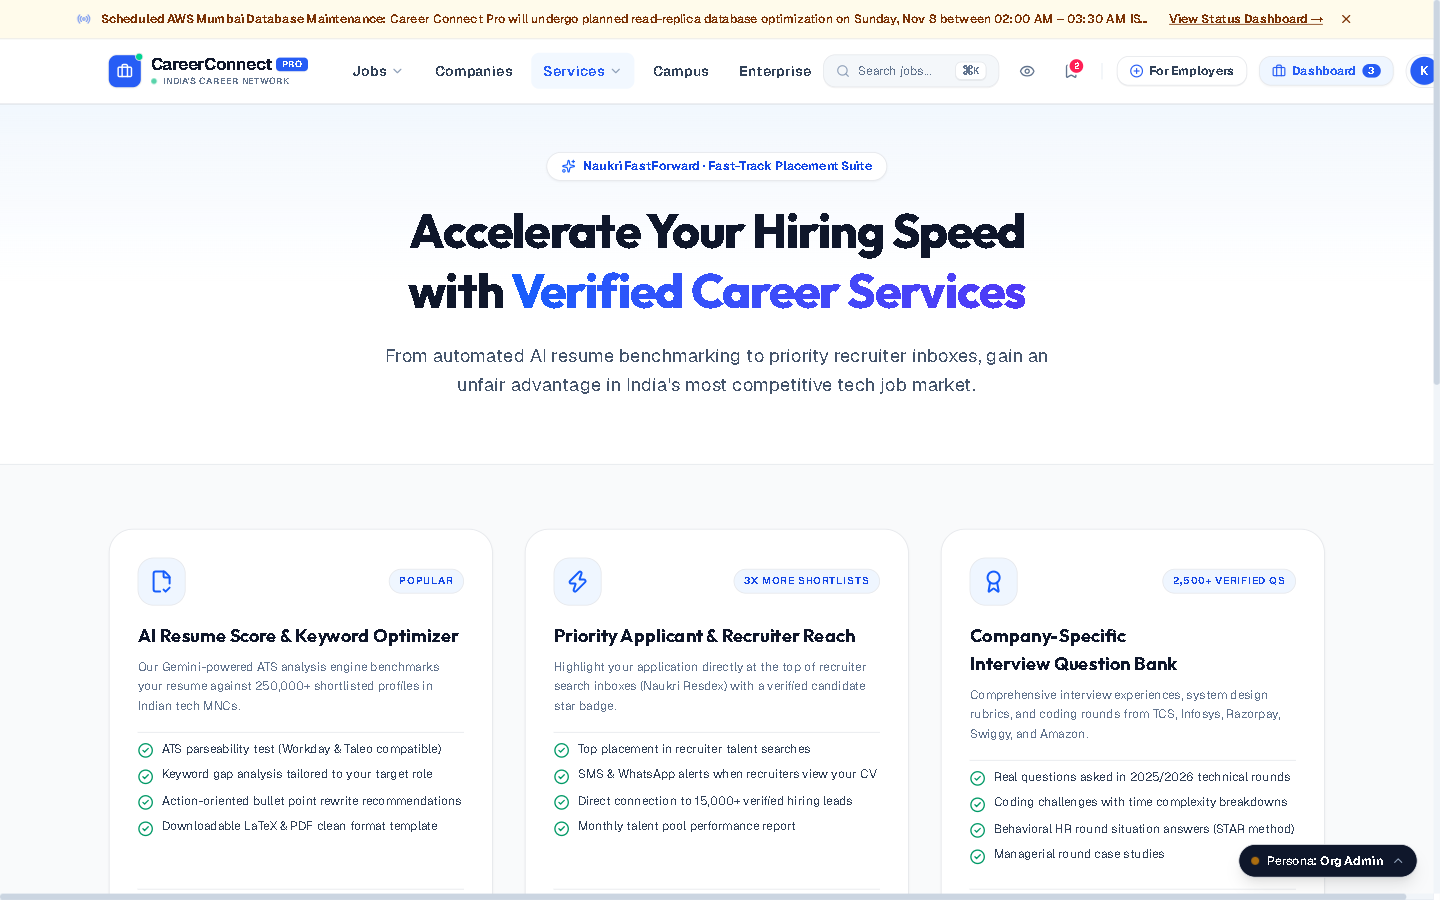 Scheduled AWS Mumbai Database Maintenance: Career Connect Pro will undergo planned read-replica database optimization on Sunday, Nov 8 between 02:00 AM – 03:30 AM IS... View Status Dashboard →
CareerConnect PRO
INDIA'S CAREER NETWORK
Jobs
Companies
Services
Campus
Enterprise
Search jobs...
⌘K
2
For Employers
Dashboard 3
K
Naukri FastForward · Fast-Track Placement Suite
Accelerate Your Hiring Speed
with Verified Career Services
From automated AI resume benchmarking to priority recruiter inboxes, gain an
unfair advantage in India's most competitive tech job market.
POPULAR
AI Resume Score & Keyword Optimizer
Our Gemini-powered ATS analysis engine benchmarks
your resume against 250,000+ shortlisted profiles in
Indian tech MNCs.
ATS parseability test (Workday & Taleo compatible)
Keyword gap analysis tailored to your target role
Action-oriented bullet point rewrite recommendations
Downloadable LaTeX & PDF clean format template
3X MORE SHORTLISTS
Priority Applicant & Recruiter Reach
Highlight your application directly at the top of recruiter
search inboxes (Naukri Resdex) with a verified candidate
star badge.
Top placement in recruiter talent searches
SMS & WhatsApp alerts when recruiters view your CV
Direct connection to 15,000+ verified hiring leads
Monthly talent pool performance report
2,500+ VERIFIED QS
Company-Specific
Interview Question Bank
Comprehensive interview experiences, system design
rubrics, and coding rounds from TCS, Infosys, Razorpay,
Swiggy, and Amazon.
Real questions asked in 2025/2026 technical rounds
Coding challenges with time complexity breakdowns
Behavioral HR round situation answers (STAR method)
Managerial round case studies
Persona: Org Admin